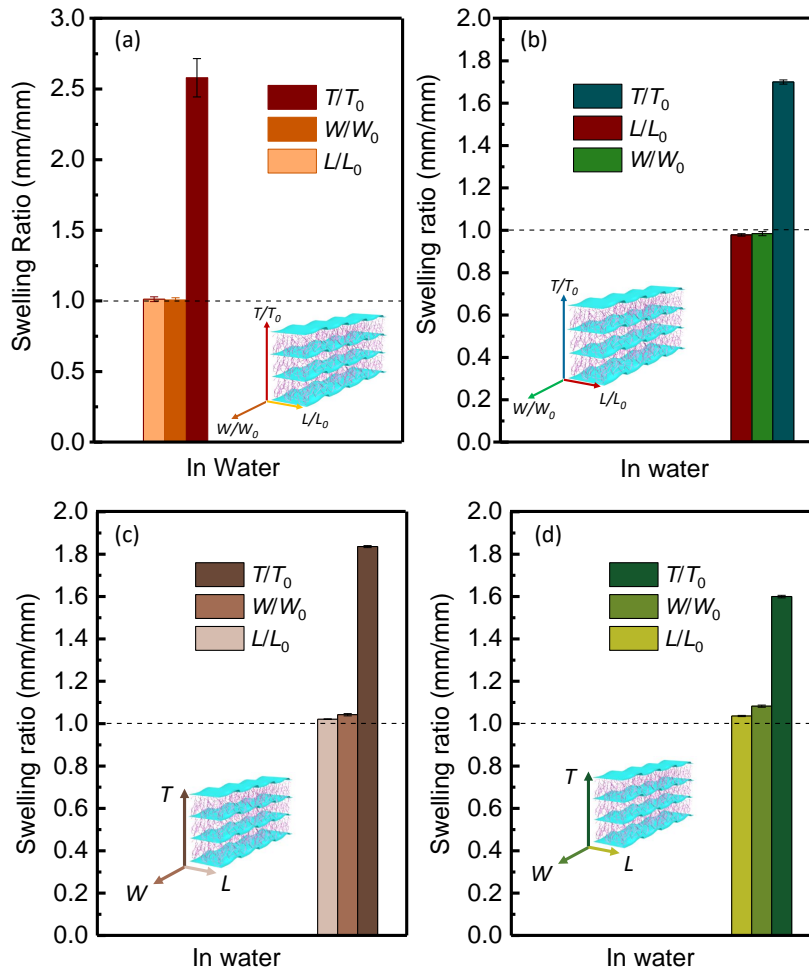 (a)
3.0
2.5
2.0
1.5
1.0
0.5
0.0
Swelling Ratio (mm/mm)
T/T0
W/W0
L/L0
T/T0
W/W0
L/L0
In Water
(b)
2.0
1.8
1.6
1.4
1.2
1.0
0.8
0.6
0.4
0.2
0.0
Swelling ratio (mm/mm)
T/T0
L/L0
W/W0
T/T0
W/W0
L/L0
In water
(c)
2.0
1.8
1.6
1.4
1.2
1.0
0.8
0.6
0.4
0.2
0.0
Swelling ratio (mm/mm)
T/T0
W/W0
L/L0
T
W
L
In water
(d)
2.0
1.8
1.6
1.4
1.2
1.0
0.8
0.6
0.4
0.2
0.0
Swelling ratio (mm/mm)
T/T0
W/W0
L/L0
T
W
L
In water